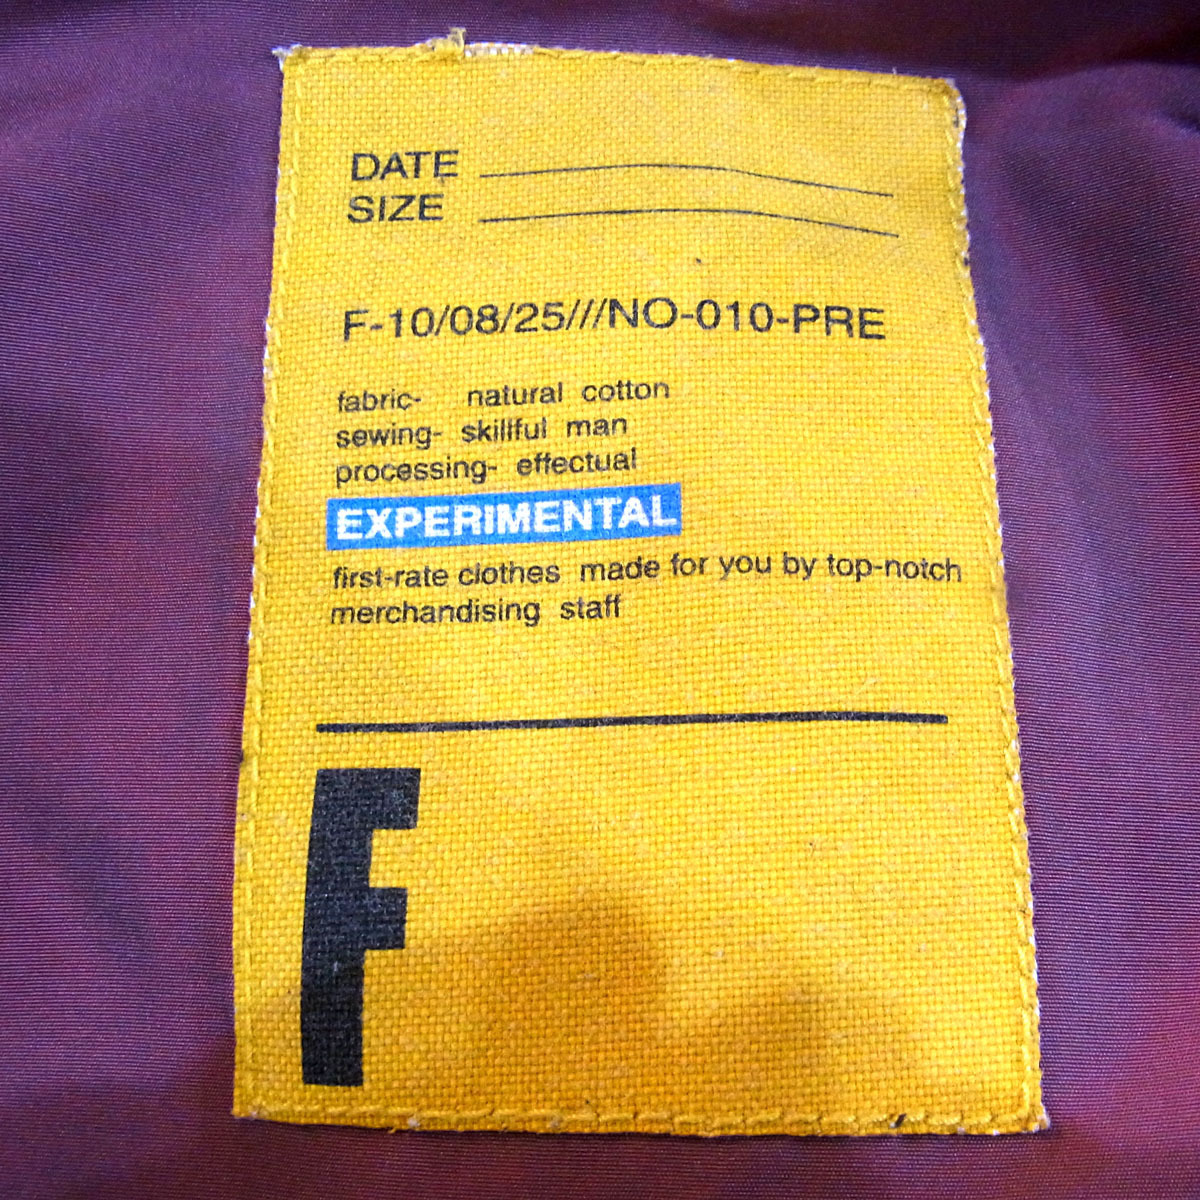 DATE
SIZE
F-10/08/25///NO-010-PRE
fabric- natural cotton
sewing- skillful man
processing- effectual
EXPERIMENTAL
first-rate clothes made for you by top-notch
merchandising staff
F